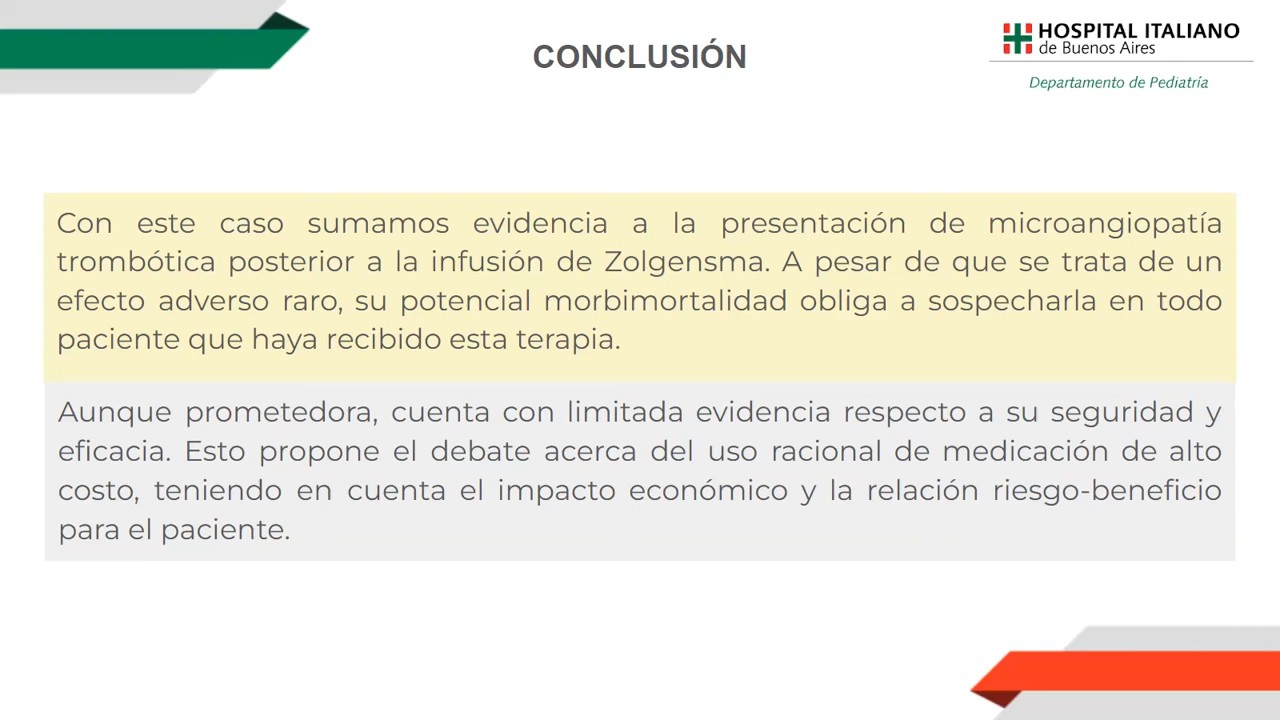 CONCLUSIÓN
HOSPITAL ITALIANO
de Buenos Aires
Departamento de Pediatría
Con este caso sumamos evidencia a la presentación de microangiopatía
trombótica posterior a la infusión de Zolgensma. A pesar de que se trata de un
efecto adverso raro, su potencial morbimortalidad obliga a sospecharla en todo
paciente que haya recibido esta terapia.
Aunque prometedora, cuenta con limitada evidencia respecto a su seguridad y
eficacia. Esto propone el debate acerca del uso racional de medicación de alto
costo, teniendo en cuenta el impacto económico y la relación riesgo-beneficio
para el paciente.